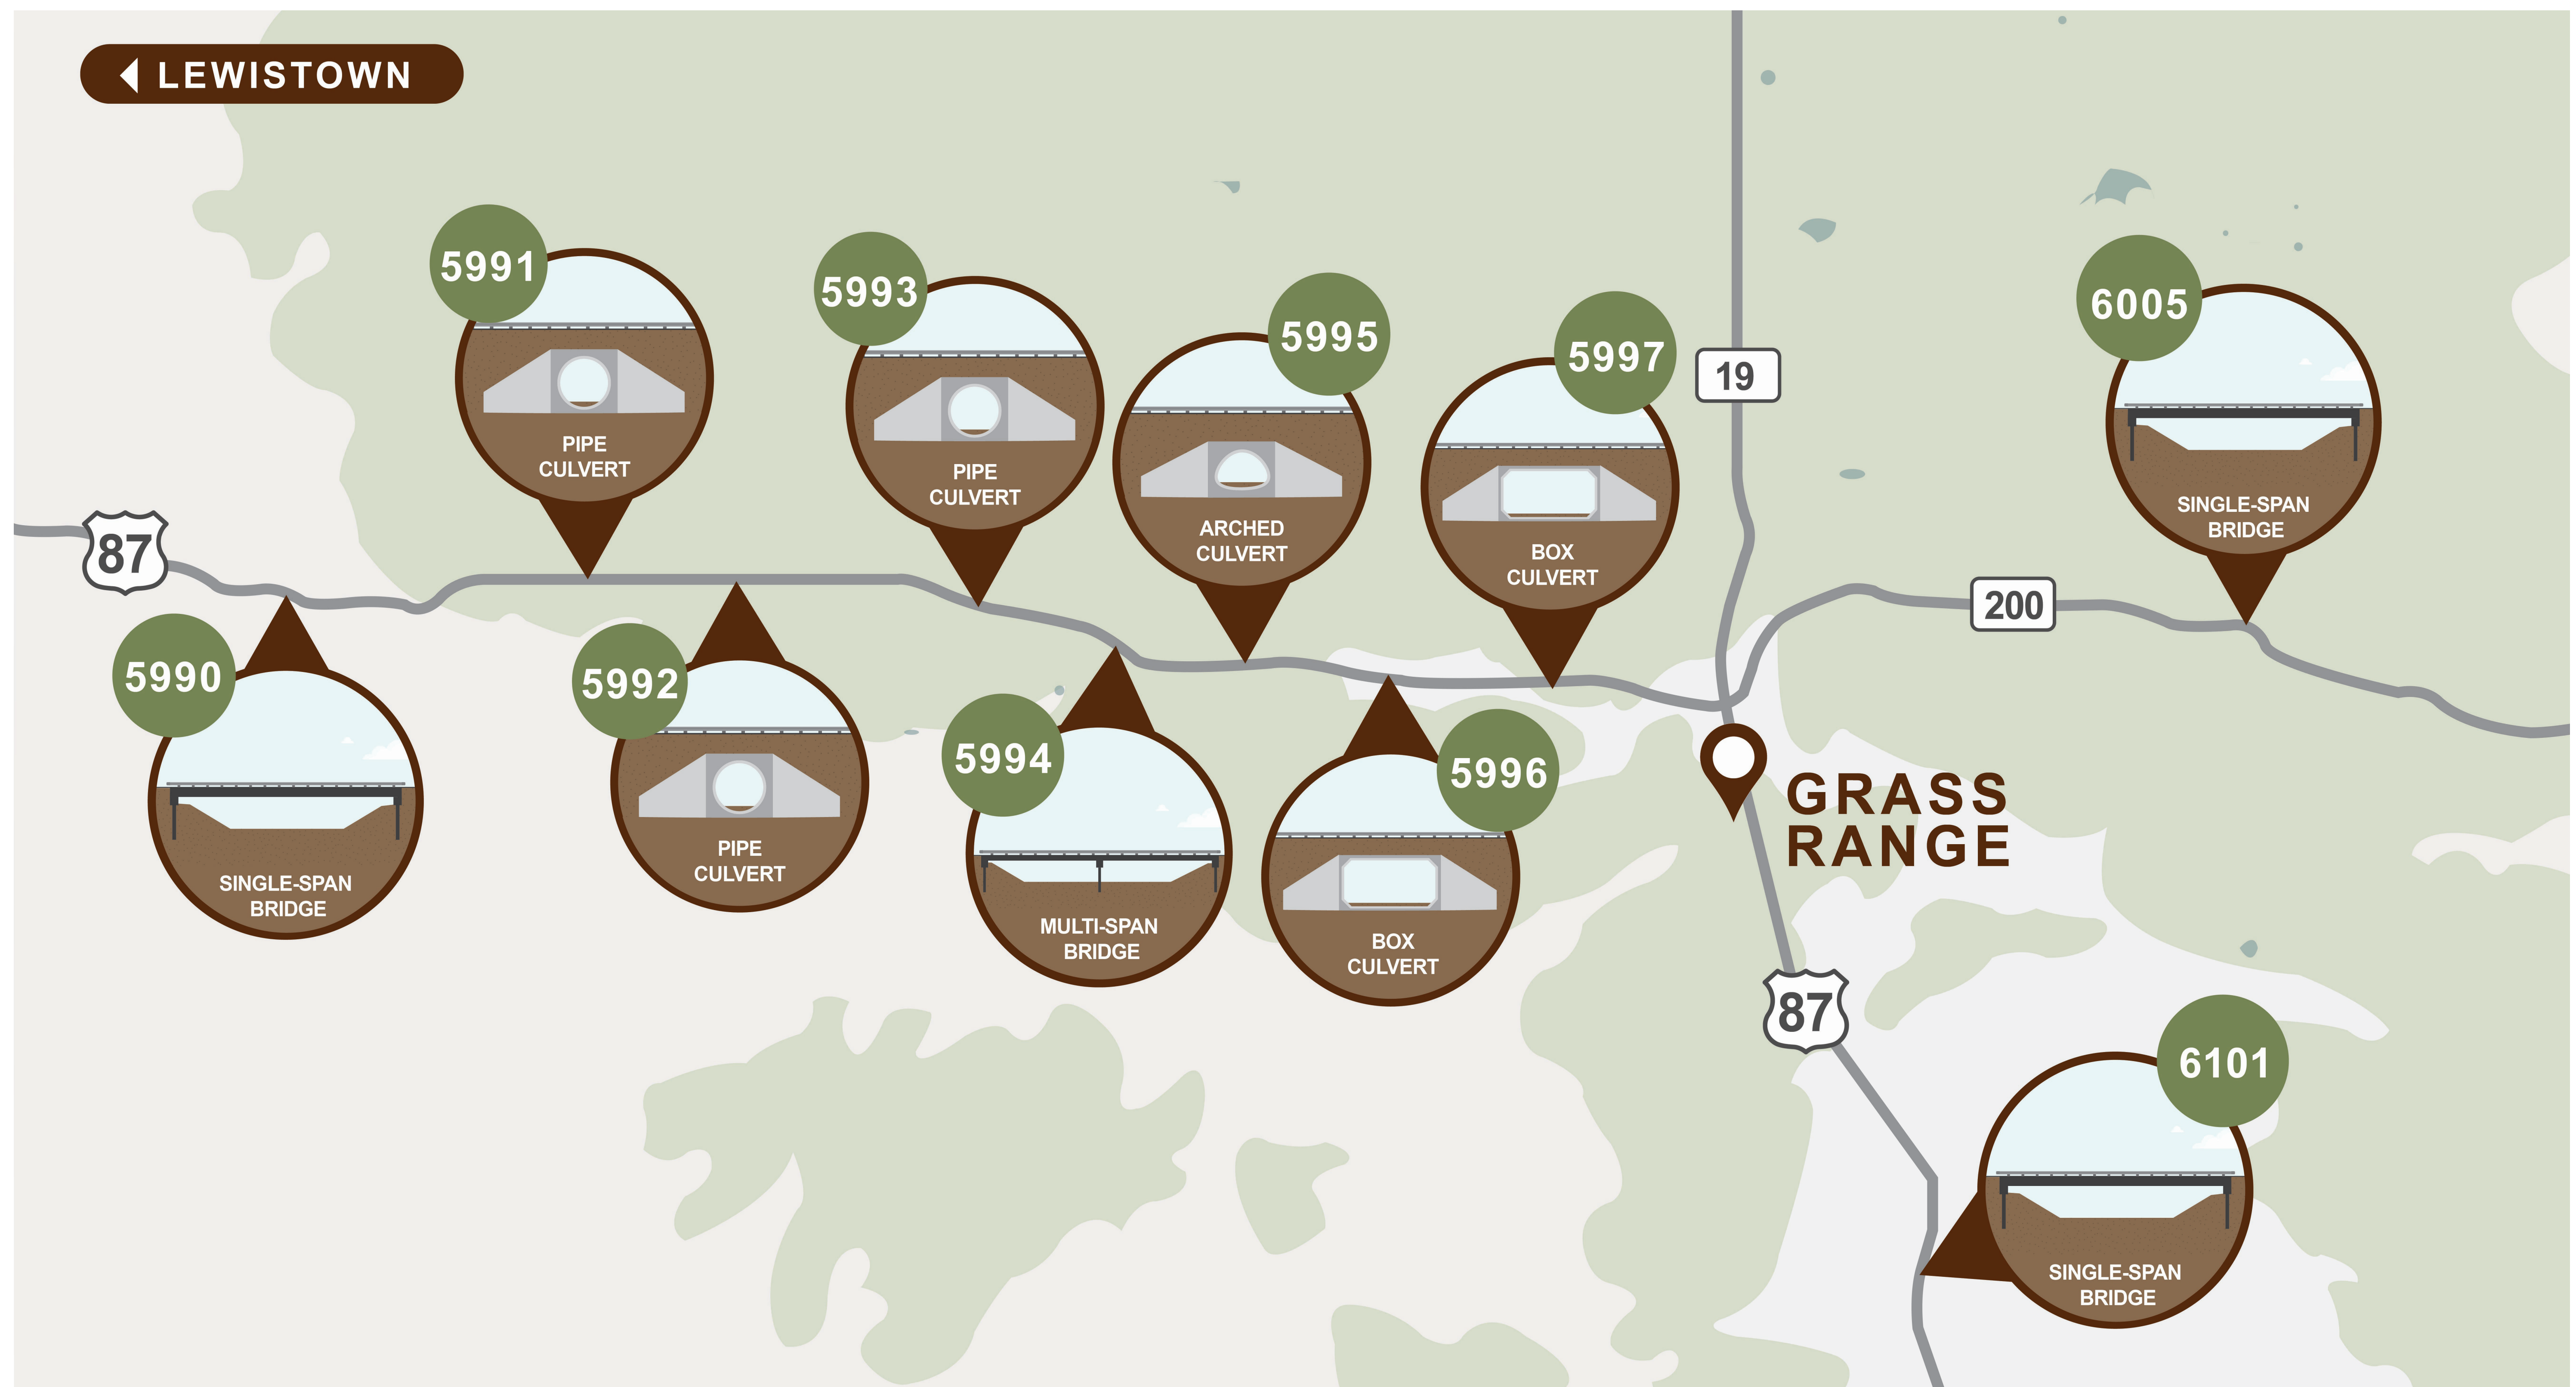 LEWISTOWN
5991
PIPE
CULVERT
5993
PIPE
CULVERT
5995
ARCHED
CULVERT
5997
BOX
CULVERT
19
6005
SINGLE-SPAN
BRIDGE
87
200
5990
SINGLE-SPAN
BRIDGE
5992
PIPE
CULVERT
5994
MULTI-SPAN
BRIDGE
5996
BOX
CULVERT
GRASS
RANGE
87
6101
SINGLE-SPAN
BRIDGE